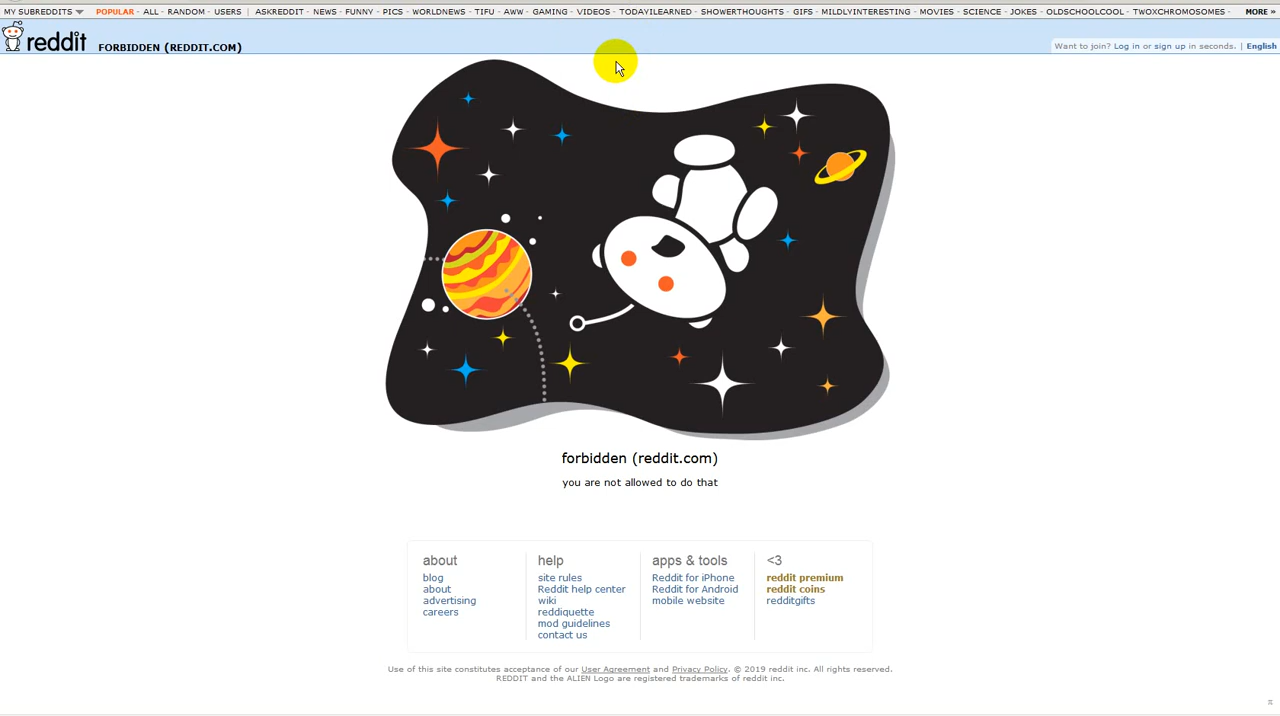 MY SUBREDDITS POPULAR - ALL - RANDOM - USERS | ASKREDDIT - NEWS - FUNNY - PICS - WORLDNEWS - TIFU - AWW - GAMING - VIDEOS - TODAYILEARNED - SHOWERTHOUGHTS - GIFS - MILDLYINTERESTING - MOVIES - SCIENCE - JOKES - OLDSCHOOLCOOL - TWOXCHROMOSOMES - MORE »
reddit FORBIDDEN (REDDIT.COM) Want to join? Log in or sign up in seconds. | English
forbidden (reddit.com)
you are not allowed to do that
about
blog
about
advertising
careers
help
site rules
Reddit help center
wiki
reddiquette
mod guidelines
contact us
apps & tools
Reddit for iPhone
Reddit for Android
mobile website
<3
reddit premium
reddit coins
redditgifts
Use of this site constitutes acceptance of our User Agreement and Privacy Policy. © 2019 reddit inc. All rights reserved.
REDDIT and the ALIEN Logo are registered trademarks of reddit inc.
π